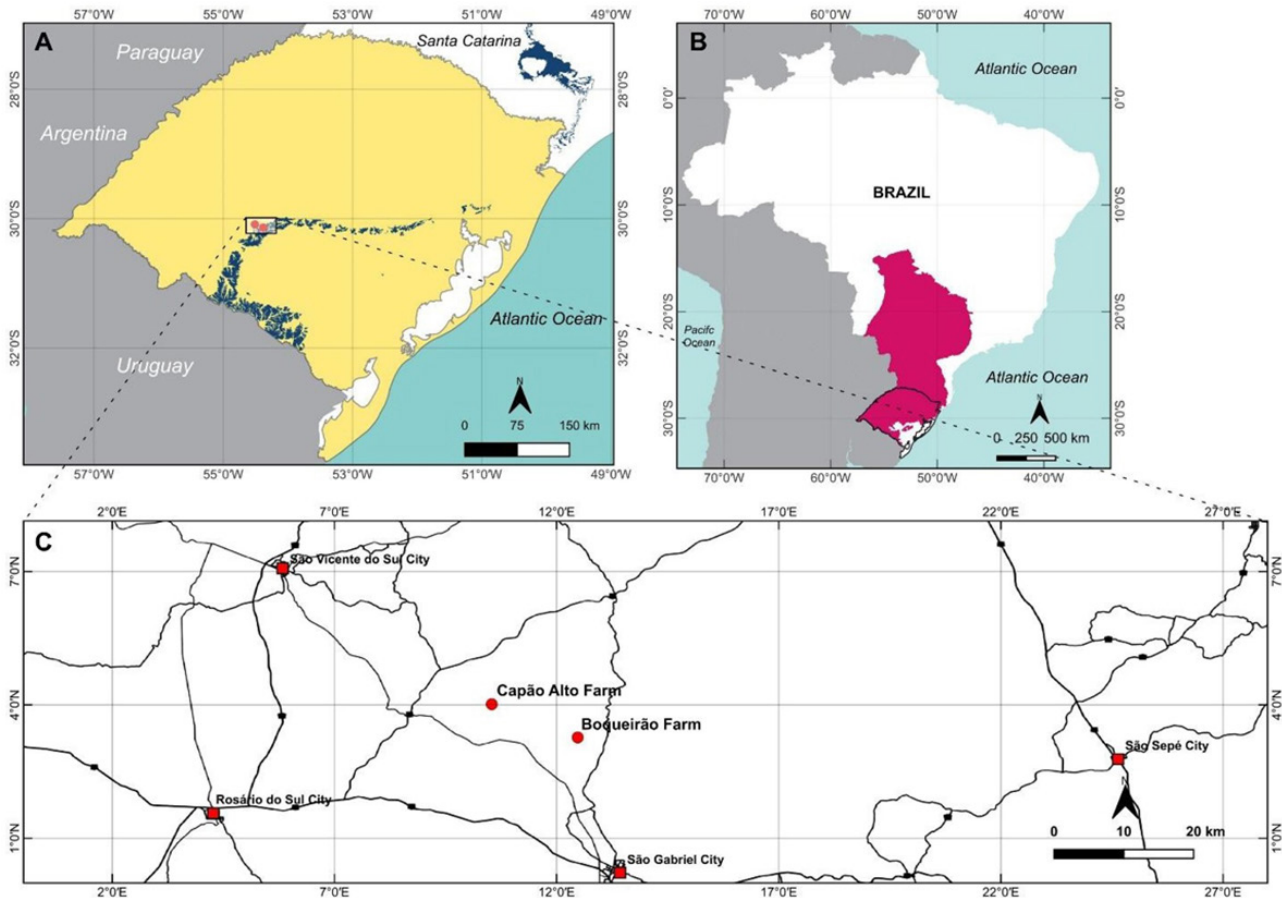 57°0'W 55°0'W 53°0'W 51°0'W 49°0'W
A
Paraguay
Santa Catarina
28°0'S
28°0'S
Argentina
30°0'S
30°0'S
Atlantic Ocean
32°0'S
32°0'S
Uruguay
N
0 75 150 km
57°0'W 55°0'W 53°0'W 51°0'W 49°0'W
70°0'W 60°0'W 50°0'W 40°0'W
B
Atlantic Ocean
0°0'
0°0'
BRAZIL
10°0'S
10°0'S
20°0'S
20°0'S
Pacifc
Ocean
Atlantic Ocean
30°0'S
30°0'S
N
0 250 500 km
70°0'W 60°0'W 50°0'W 40°0'W
2°0'E 7°0'E 12°0'E 17°0'E 22°0'E 27°0'E
C
São Vicente do Sul City
7°0'N
7°0'N
Capão Alto Farm
4°0'N
4°0'N
Boqueirão Farm
São Sepé City
N
Rosário do Sul City
1°0'N
1°0'N
0 10 20 km
São Gabriel City
2°0'E 7°0'E 12°0'E 17°0'E 22°0'E 27°0'E